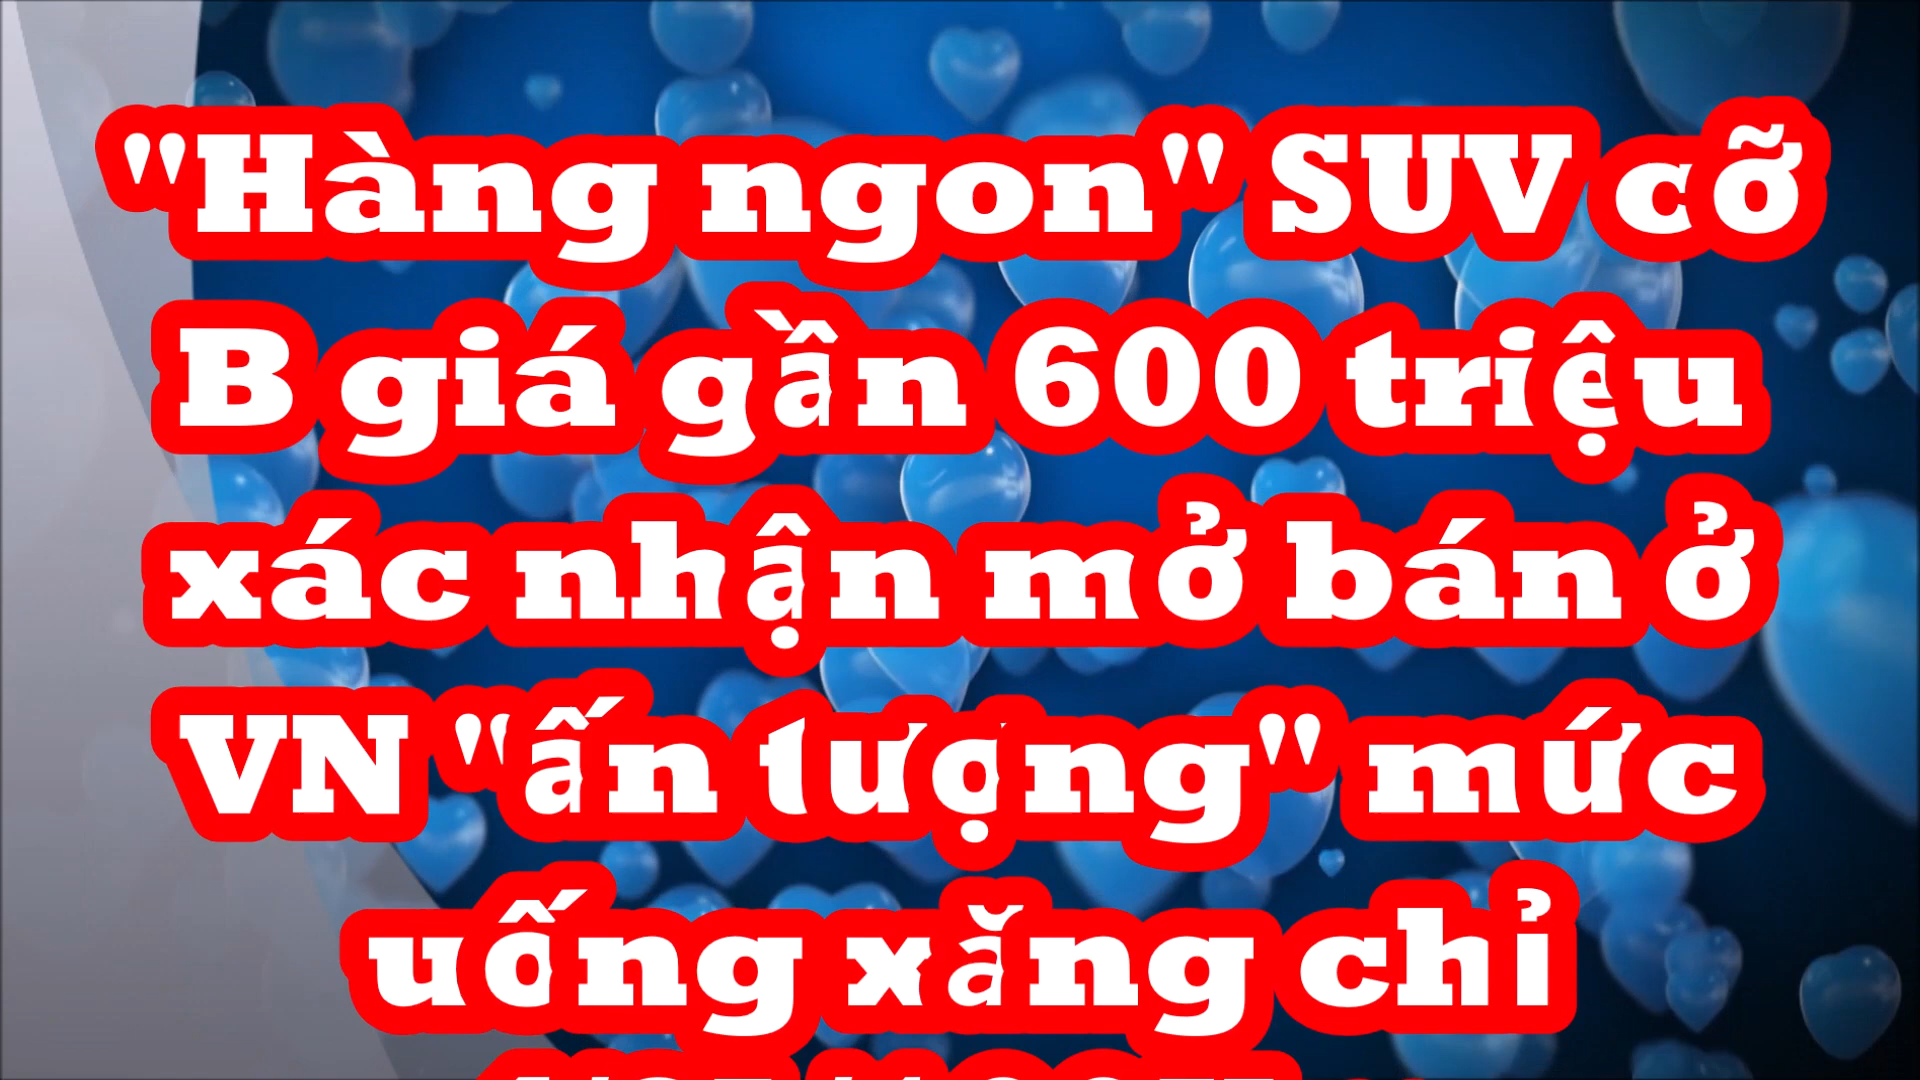 "Hàng ngon" SUV cỡ
B giá gần 600 triệu
xác nhận mở bán ở
VN "ấn tượng" mức
uống xăng chỉ